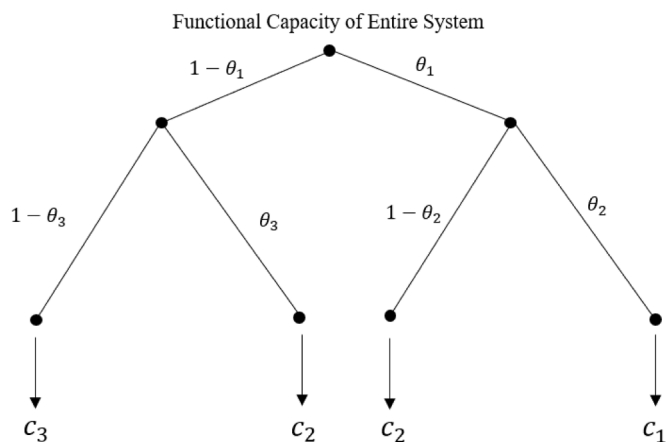 Functional Capacity of Entire System
1 − θ₁
θ₁
1 − θ₃
θ₃
1 − θ₂
θ₂
c₃
c₂
c₂
c₁